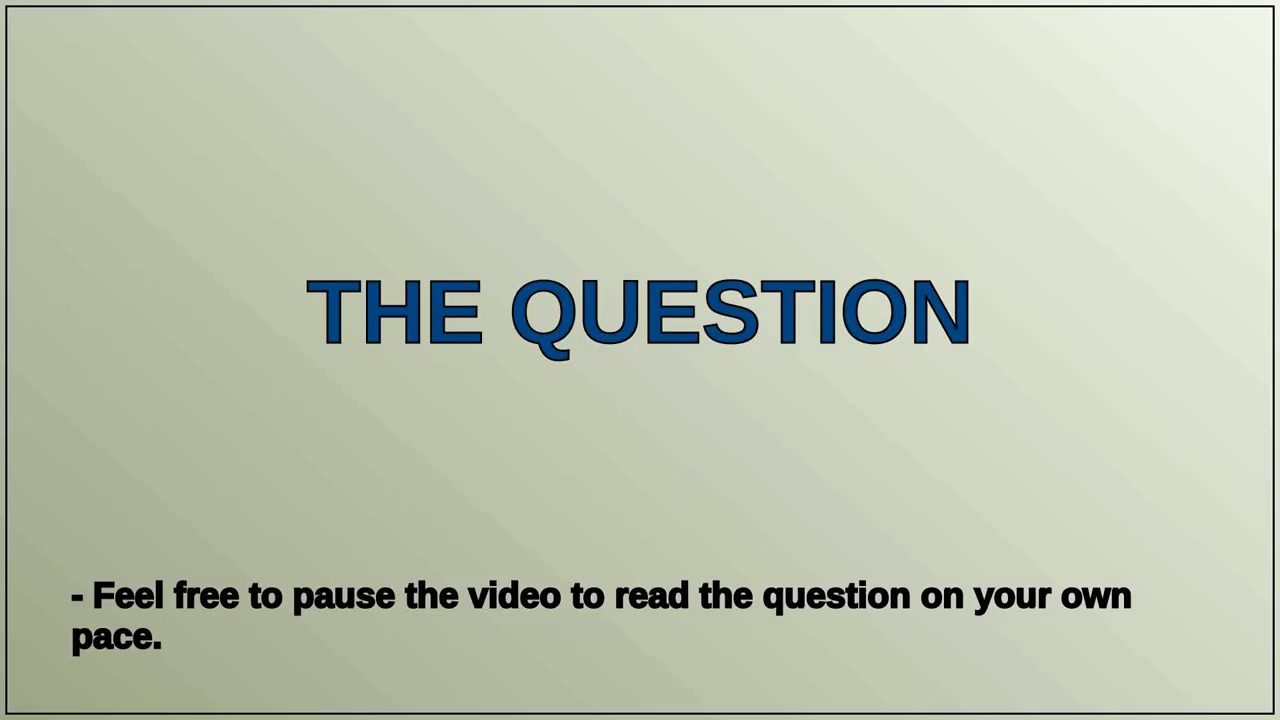 THE QUESTION
- Feel free to pause the video to read the question on your own
pace.